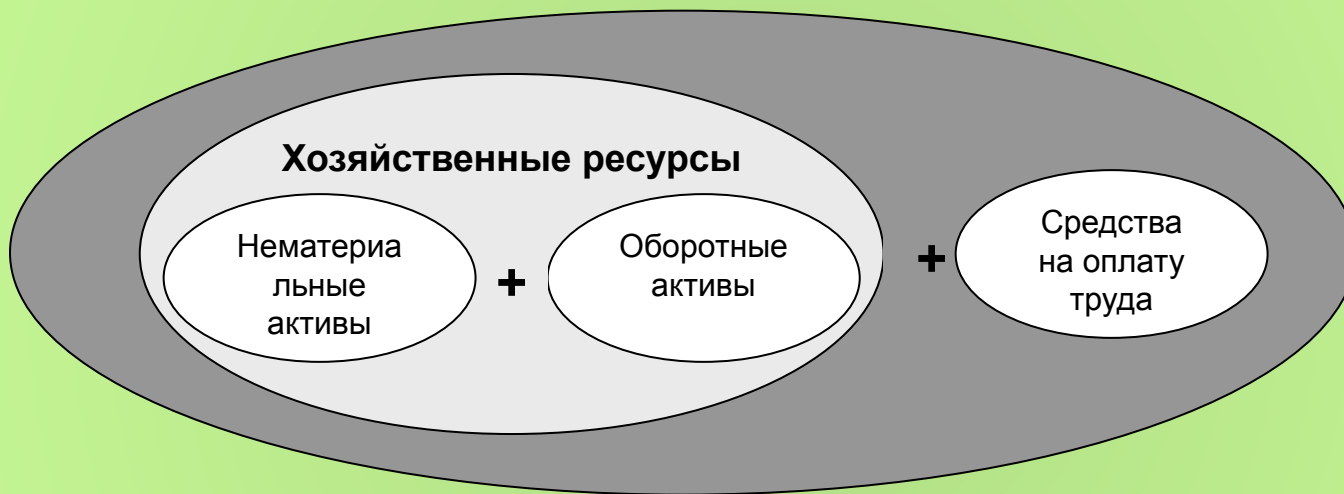 Хозяйственные ресурсы
Нематериа
льные
активы
+
Оборотные
активы
+
Средства
на оплату
труда